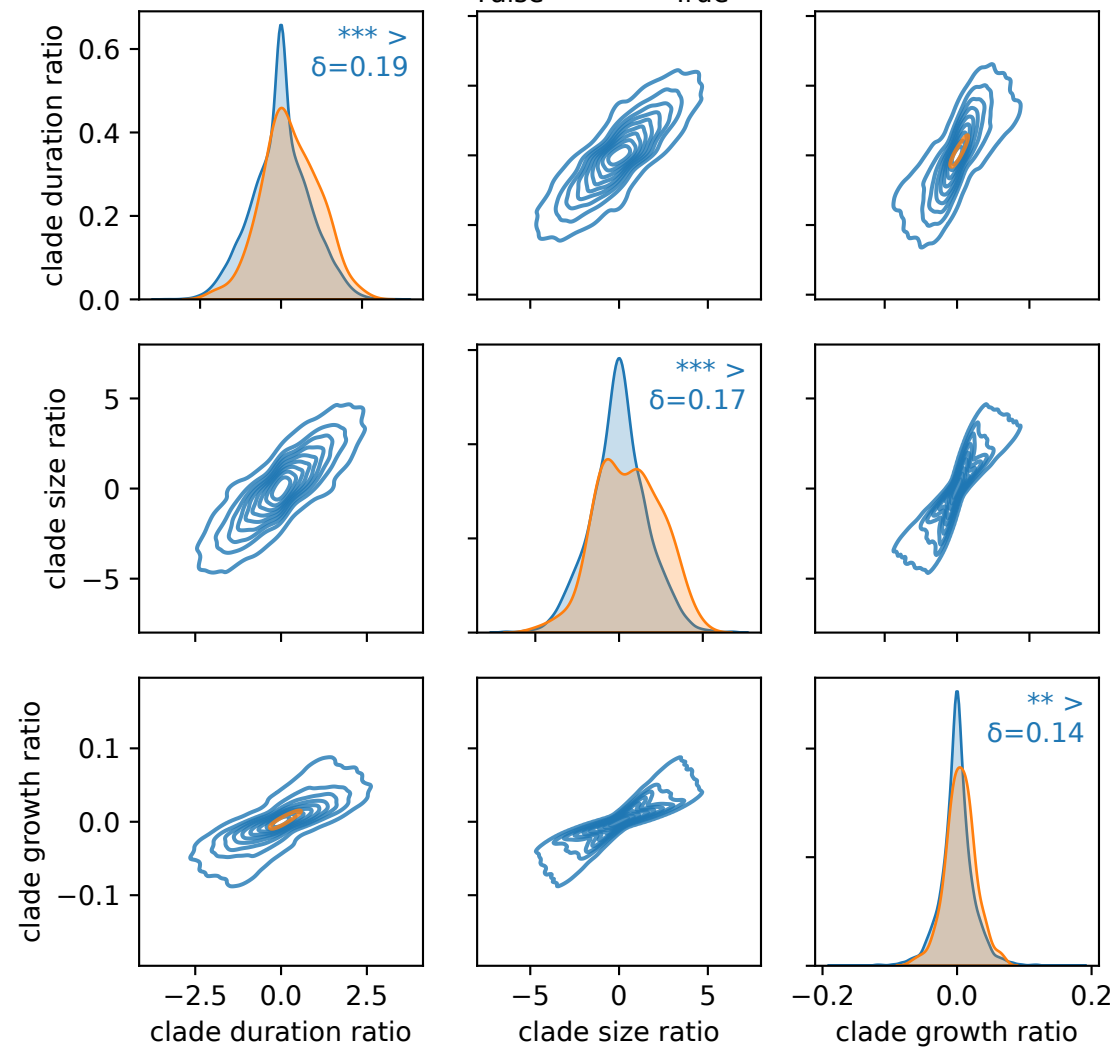 0.6
0.4
0.2
0.0
clade duration ratio
*** >
δ=0.19
5
0
−5
clade size ratio
*** >
δ=0.17
0.1
0.0
−0.1
clade growth ratio
** >
δ=0.14
−2.5 0.0 2.5
−5 0 5
−0.2 0.0 0.2
clade duration ratio
clade size ratio
clade growth ratio